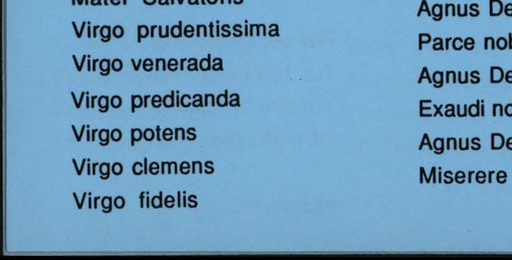 Mater Salvatoris
Virgo prudentissima
Virgo venerada
Virgo predicanda
Virgo potens
Virgo clemens
Virgo fidelis
Agnus De
Parce nob
Agnus De
Exaudi no
Agnus De
Miserere